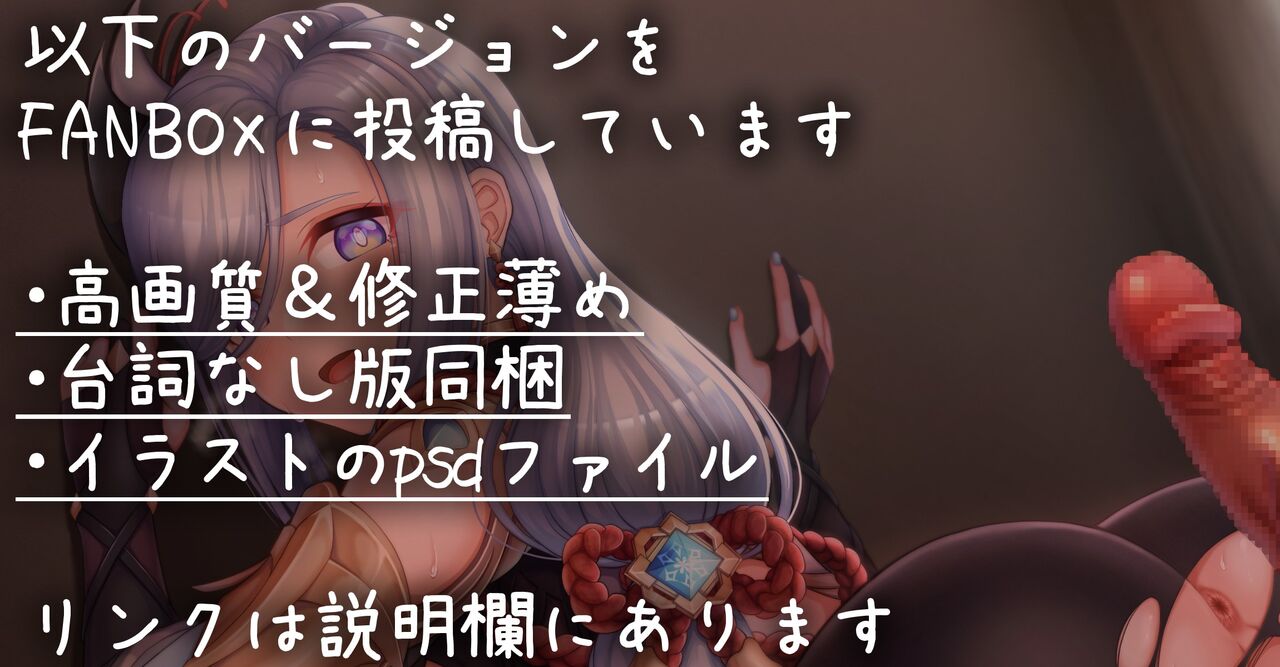 以下のバージョンを
FANBOxに投稿しています
・高画質＆修正薄め
・台詞なし版同梱
・イラストのpsdファイル
リンクは説明欄にあります